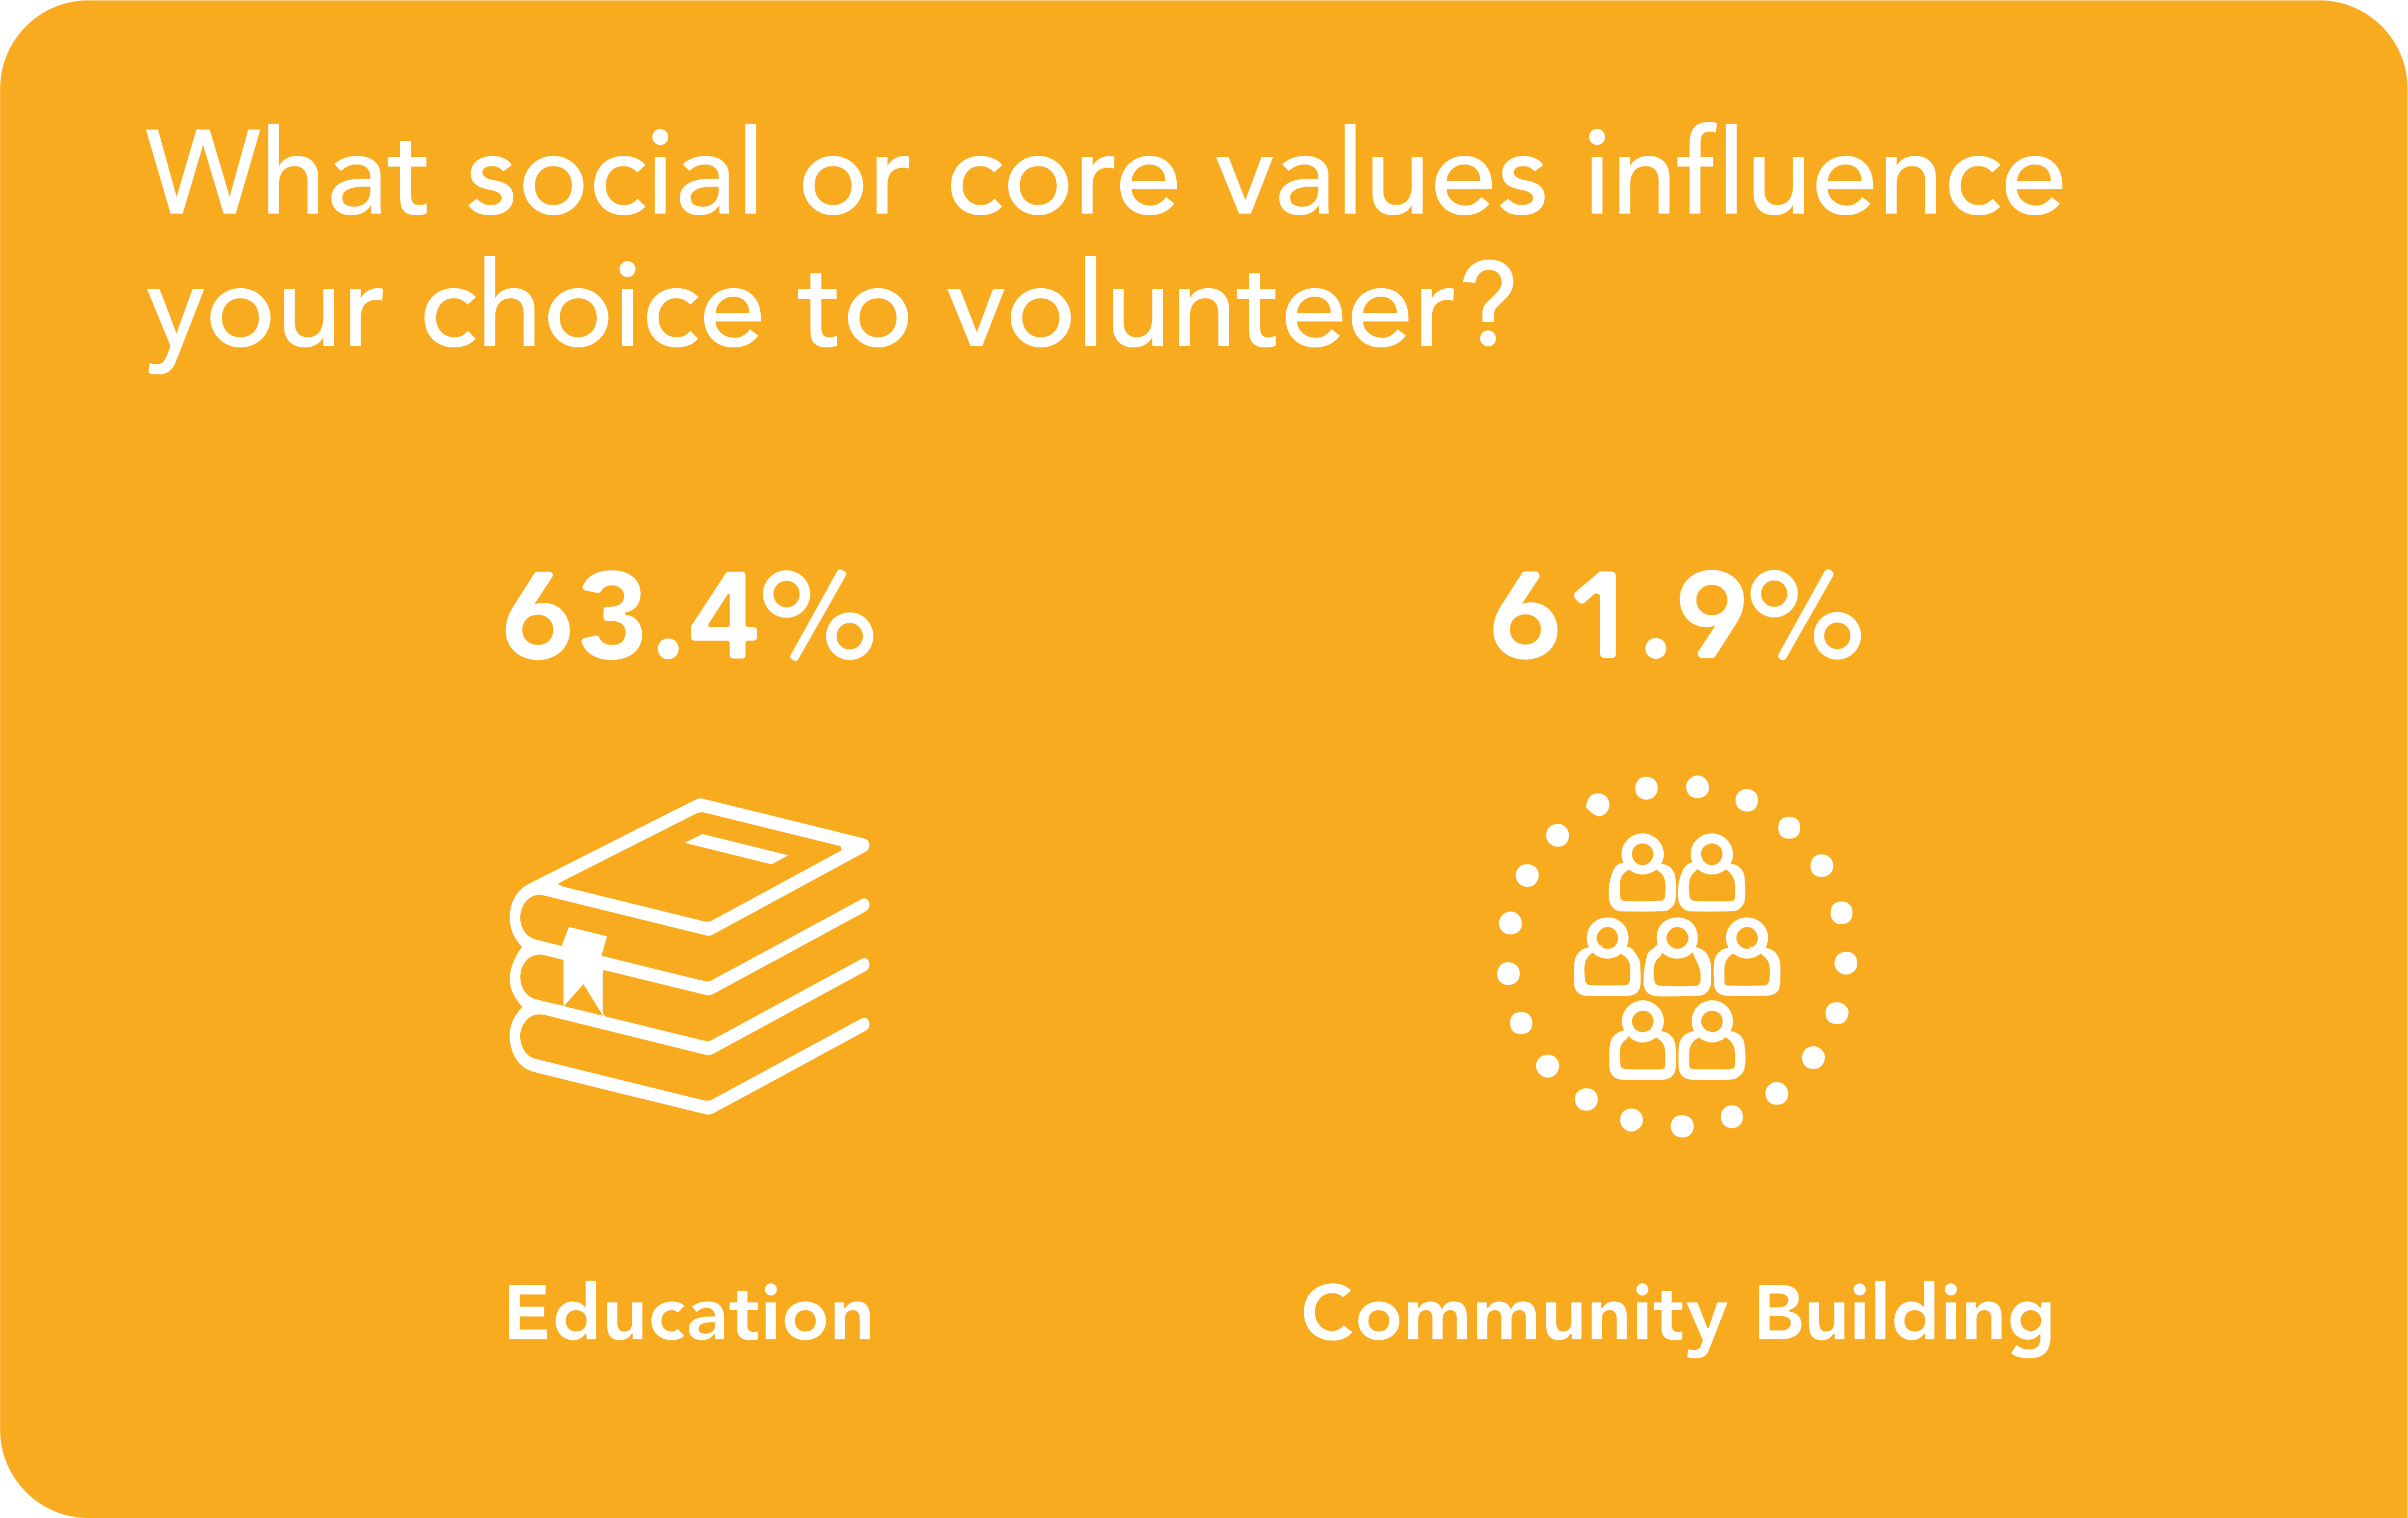 What social or core values influence
your choice to volunteer?
63.4%
61.9%
Education
Community Building